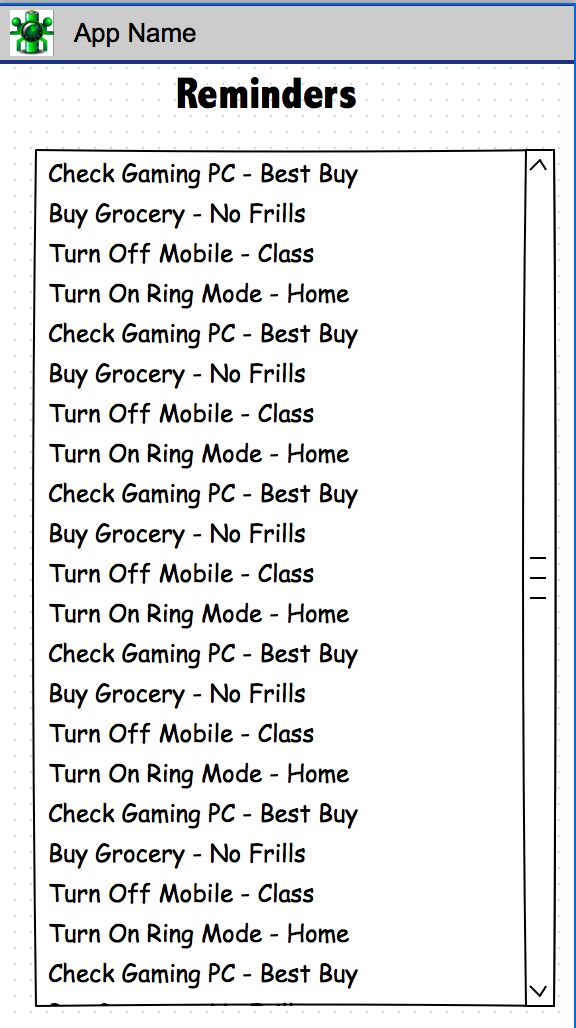 App Name
Reminders
Check Gaming PC - Best Buy
Buy Grocery - No Frills
Turn Off Mobile - Class
Turn On Ring Mode - Home
Check Gaming PC - Best Buy
Buy Grocery - No Frills
Turn Off Mobile - Class
Turn On Ring Mode - Home
Check Gaming PC - Best Buy
Buy Grocery - No Frills
Turn Off Mobile - Class
Turn On Ring Mode - Home
Check Gaming PC - Best Buy
Buy Grocery - No Frills
Turn Off Mobile - Class
Turn On Ring Mode - Home
Check Gaming PC - Best Buy
Buy Grocery - No Frills
Turn Off Mobile - Class
Turn On Ring Mode - Home
Check Gaming PC - Best Buy